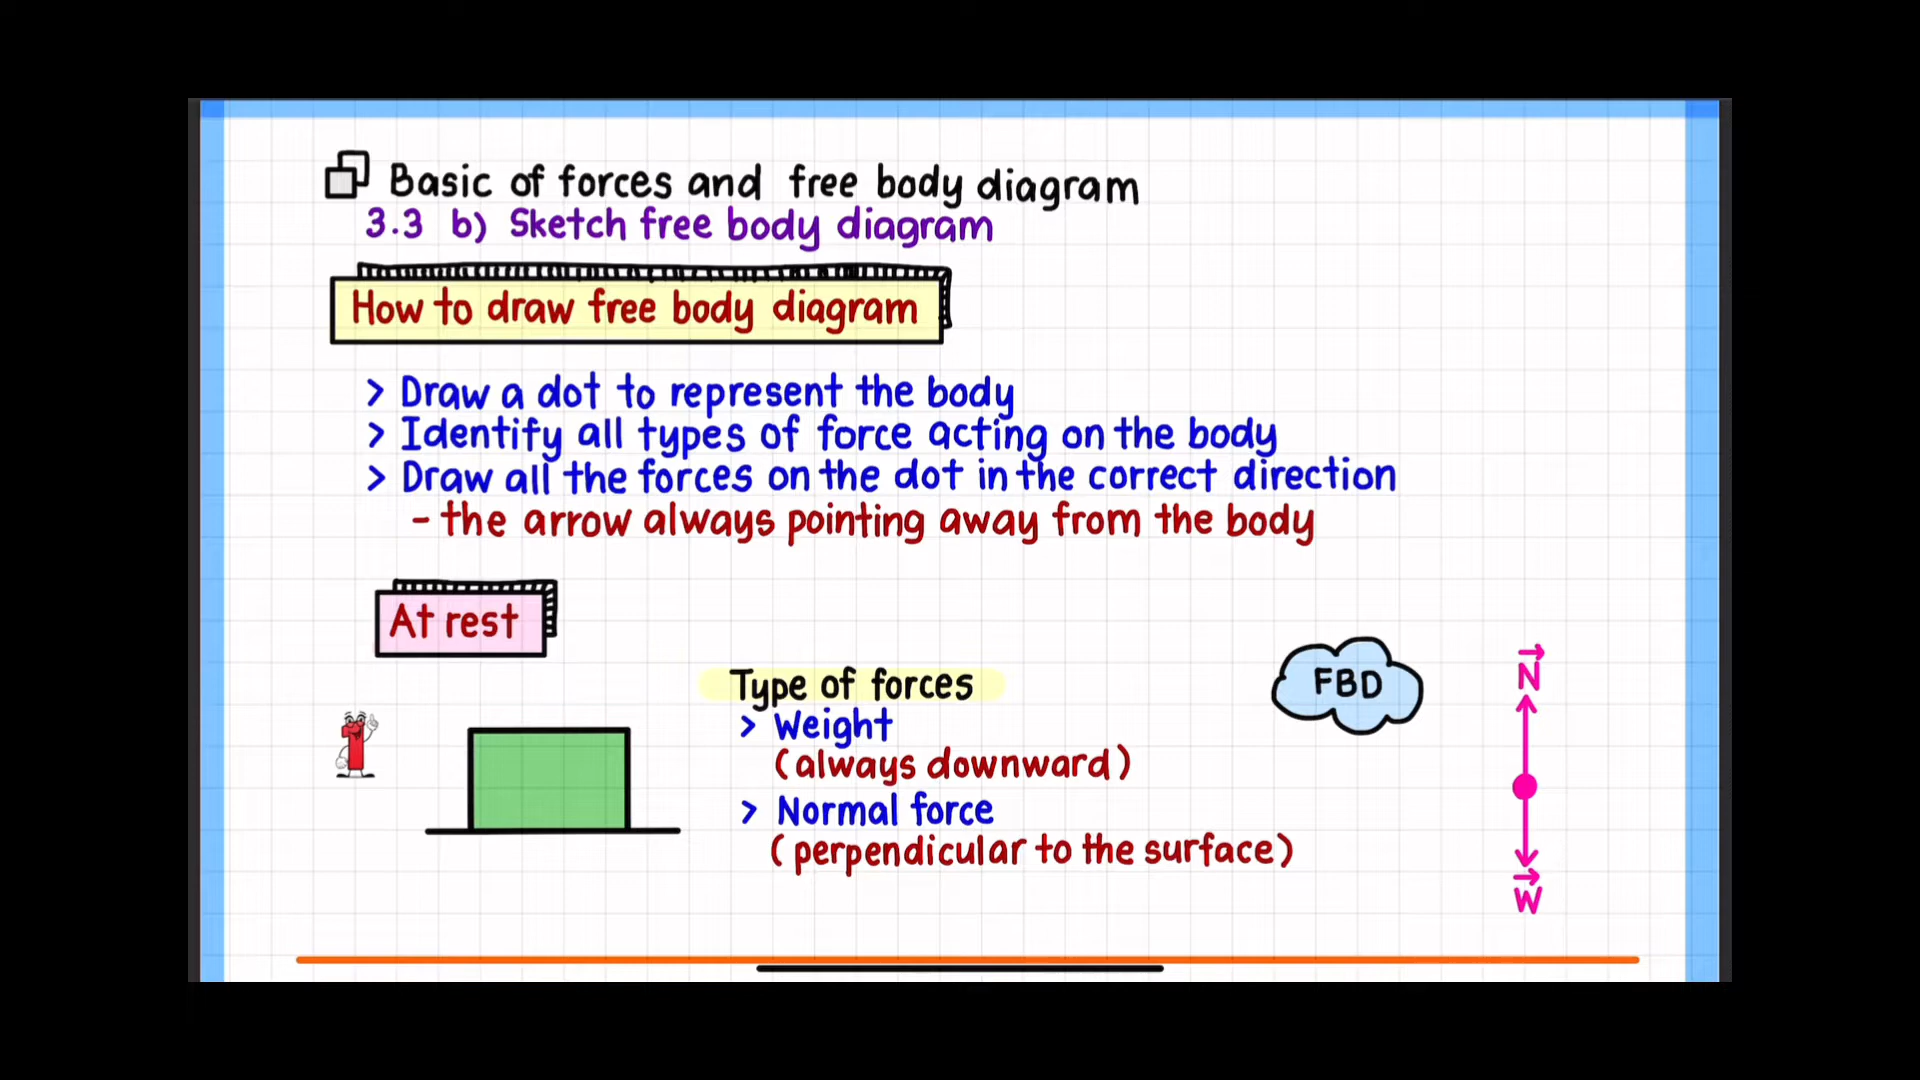 Basic of forces and free body diagram
3.3 b) Sketch free body diagram
How to draw free body diagram
> Draw a dot to represent the body
> Identify all types of force acting on the body
> Draw all the forces on the dot in the correct direction
- the arrow always pointing away from the body
At rest
Type of forces
> Weight
(always downward)
> Normal force
(perpendicular to the surface)
FBD
N
W